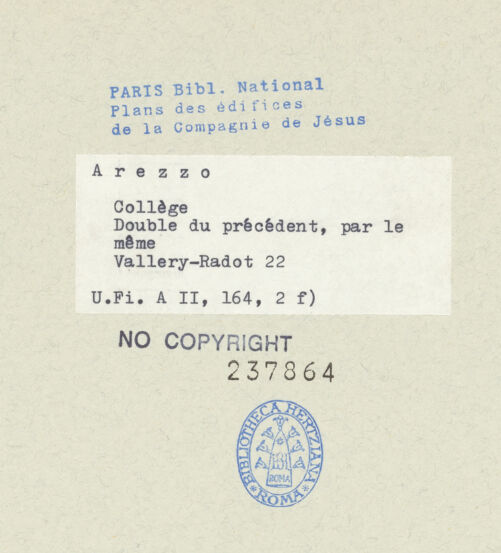 PARIS Bibl. National
Plans des édifices
de la Compagnie de Jésus
Arezzo
Collège
Double du précédent, par le
même
Vallery-Radot 22
U.Fi. A II, 164, 2 f)
NO COPYRIGHT
237864
BIBLIOTHECA HERTZIANA
ROMA
*ROMA*